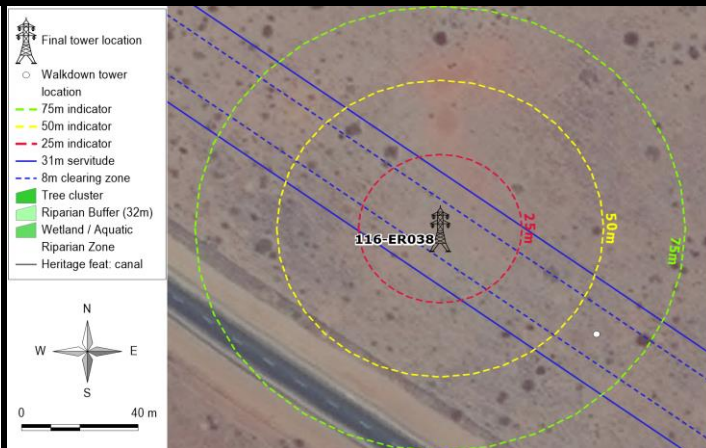 Final tower location
Walkdown tower
location
75m indicator
50m indicator
25m indicator
31m servitude
8m clearing zone
Tree cluster
Riparian Buffer (32m)
Wetland / Aquatic
Riparian Zone
Heritage feat: canal
N
W E
S
0 40 m
116-ER038
25m
50m
75m